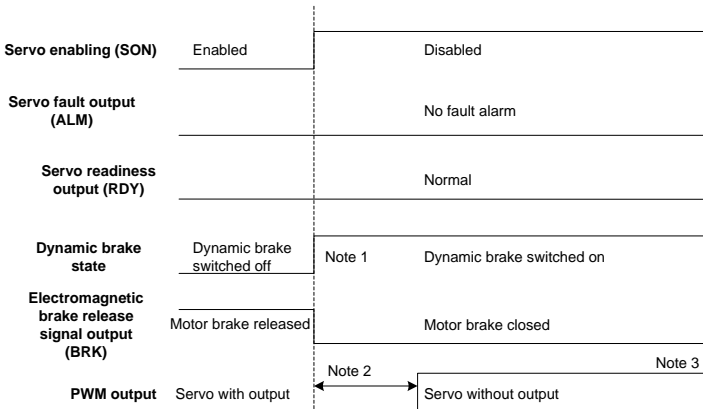 Servo enabling (SON) Enabled Disabled
Servo fault output
(ALM)
No fault alarm
Servo readiness
output (RDY)
Normal
Dynamic brake
state
Dynamic brake
switched off
Note 1
Dynamic brake switched on
Electromagnetic
brake release
signal output
(BRK)
Motor brake released
Motor brake closed
Note 2
Note 3
PWM output Servo with output Servo without output